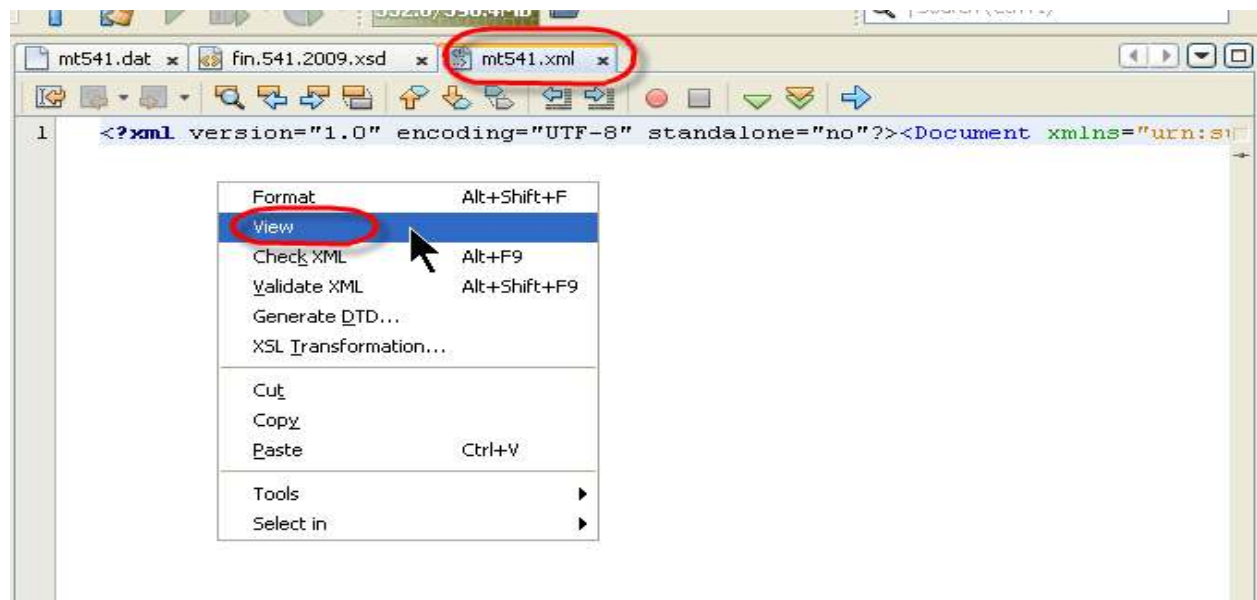 mt541.dat fin.541.2009.xsd mt541.xml
1 <?xml version="1.0" encoding="UTF-8" standalone="no"?><Document xmlns="urn:s
Format Alt+Shift+F
View
Check XML Alt+F9
Validate XML Alt+Shift+F9
Generate DTD...
XSL Transformation...
Cut
Copy
Paste Ctrl+V
Tools
Select in